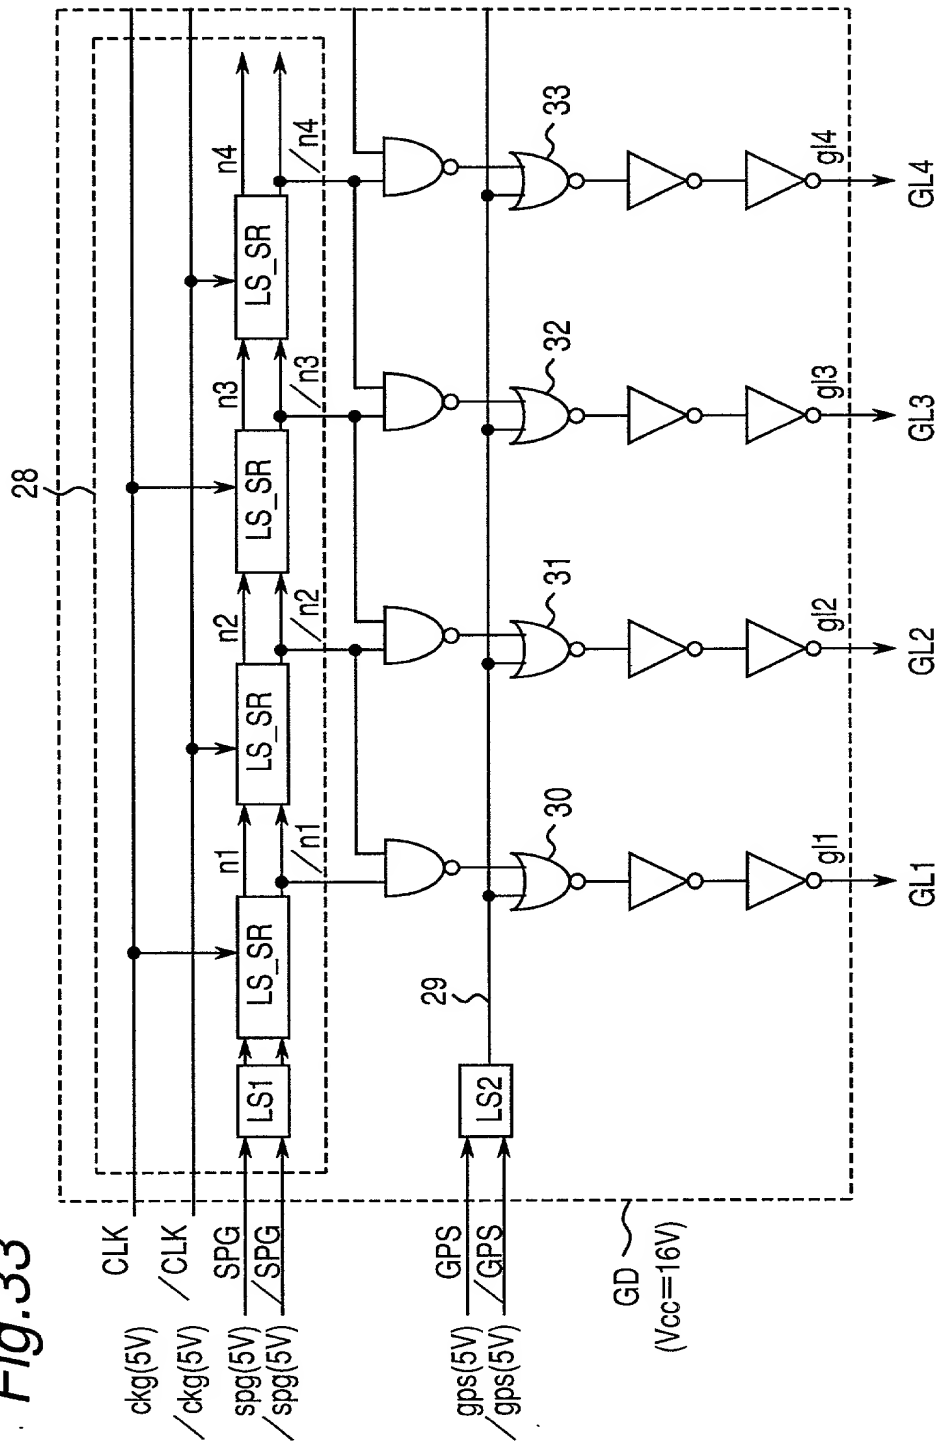 Fig.33
28
CLK
/CLK
SPG
/SPG
ckg(5V)
/ckg(5V)
spg(5V)
/spg(5V)
LS1
LS_SR
n1
/n1
LS_SR
n2
/n2
LS_SR
n3
/n3
LS_SR
n4
/n4
GPS
/GPS
gps(5V)
/gps(5V)
LS2
29
30
31
32
33
GD
(Vcc=16V)
gl1
gl2
gl3
gl4
GL1
GL2
GL3
GL4